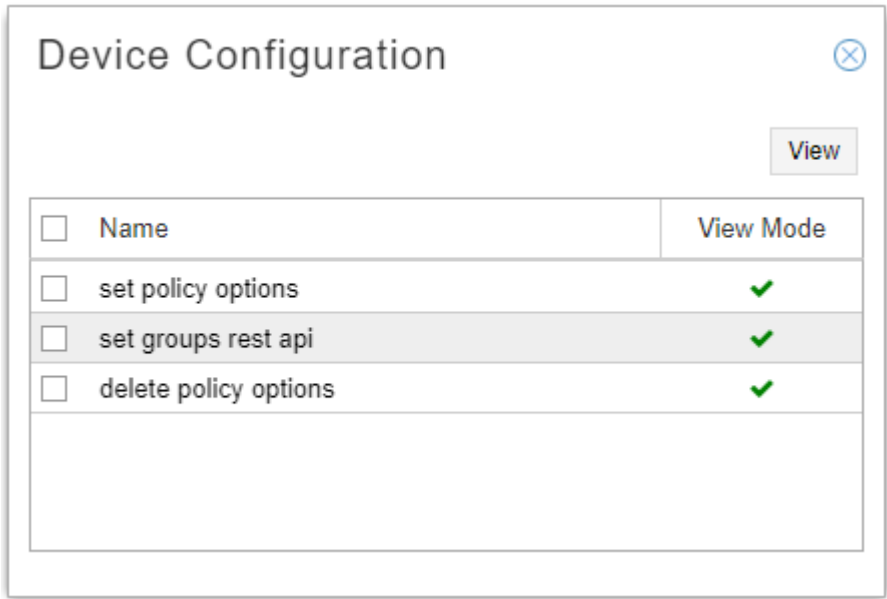 Device Configuration
View
Name View Mode
set policy options
set groups rest api
delete policy options